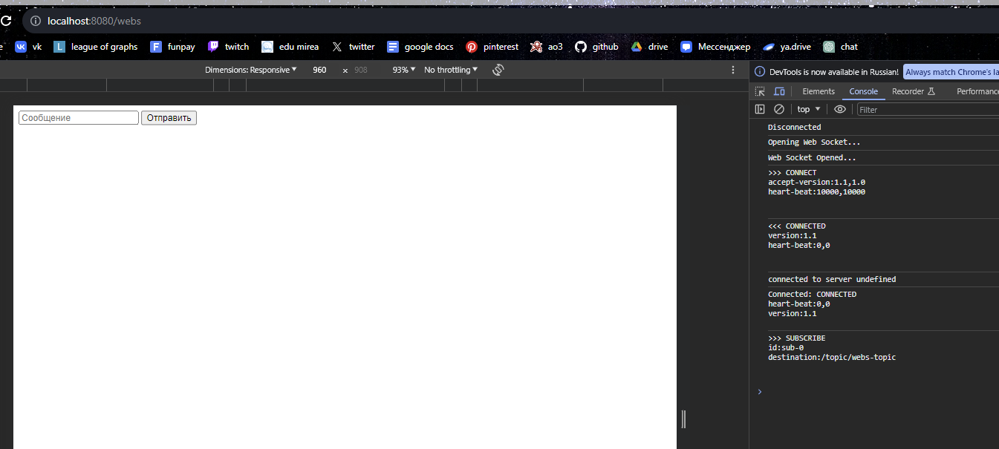 localhost:8080/webs
vk league of graphs funpay twitch edu mirea twitter google docs pinterest ao3 github drive Мессенджер ya.drive chat
Dimensions: Responsive 960 x 908 93% No throttling
DevTools is now available in Russian! Always match Chrome's la
Elements Console Recorder Performance
top Filter
Сообщение Отправить
Disconnected
Opening Web Socket...
Web Socket Opened...
>>> CONNECT
accept-version:1.1,1.0
heart-beat:10000,10000
<<< CONNECTED
version:1.1
heart-beat:0,0
connected to server undefined
Connected: CONNECTED
heart-beat:0,0
version:1.1
>>> SUBSCRIBE
id:sub-0
destination:/topic/webs-topic